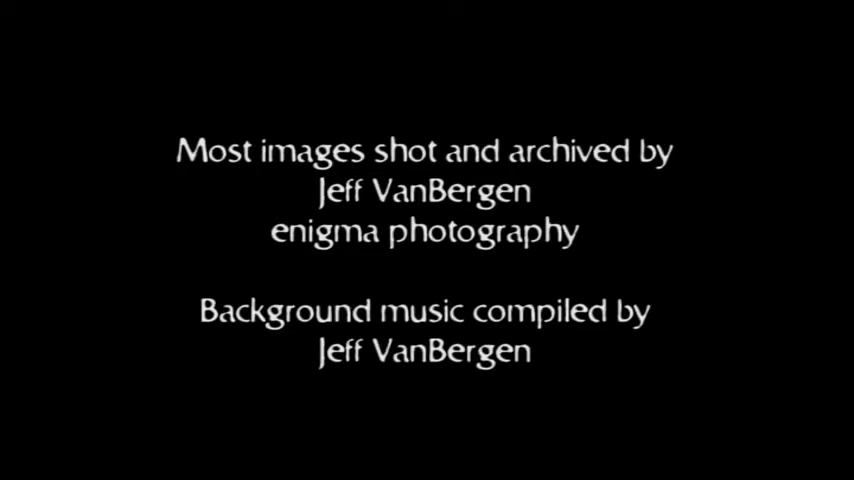 Most images shot and archived by
Jeff VanBergen
enigma photography
Background music compiled by
Jeff VanBergen